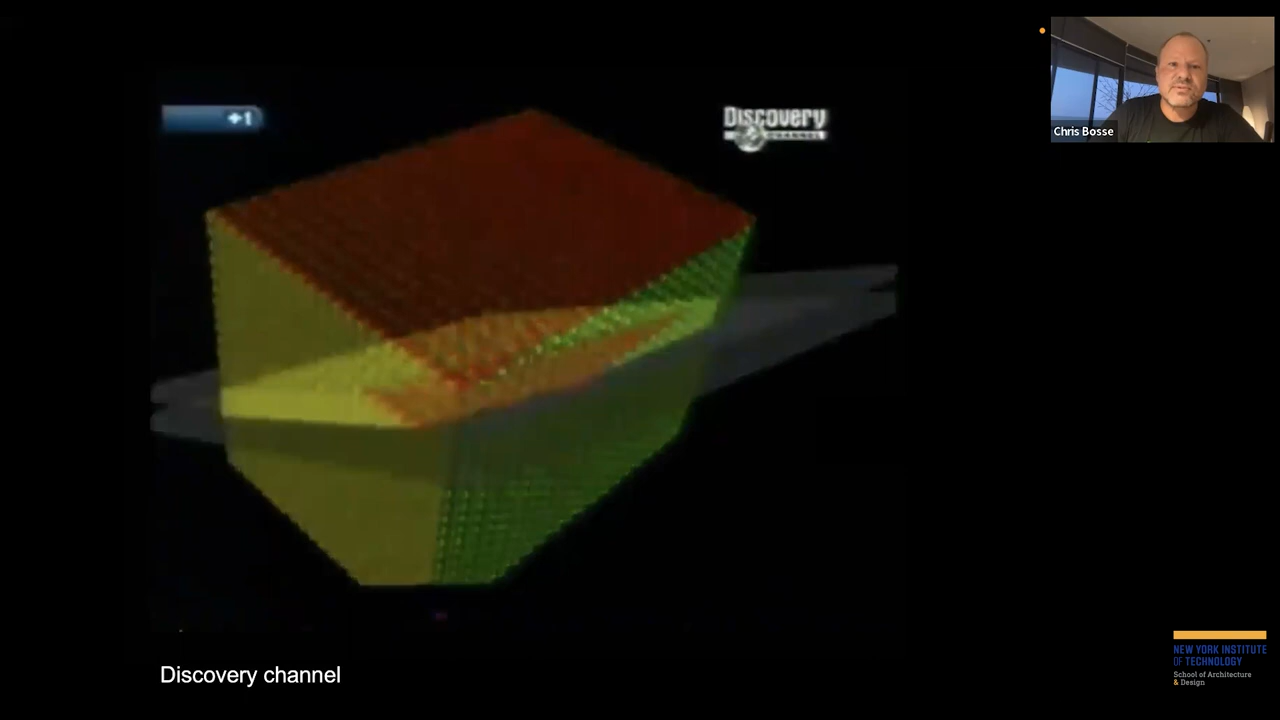 +1
Discovery
CHANNEL
Chris Bosse
Discovery channel
NEW YORK INSTITUTE
OF TECHNOLOGY
School of Architecture
& Design